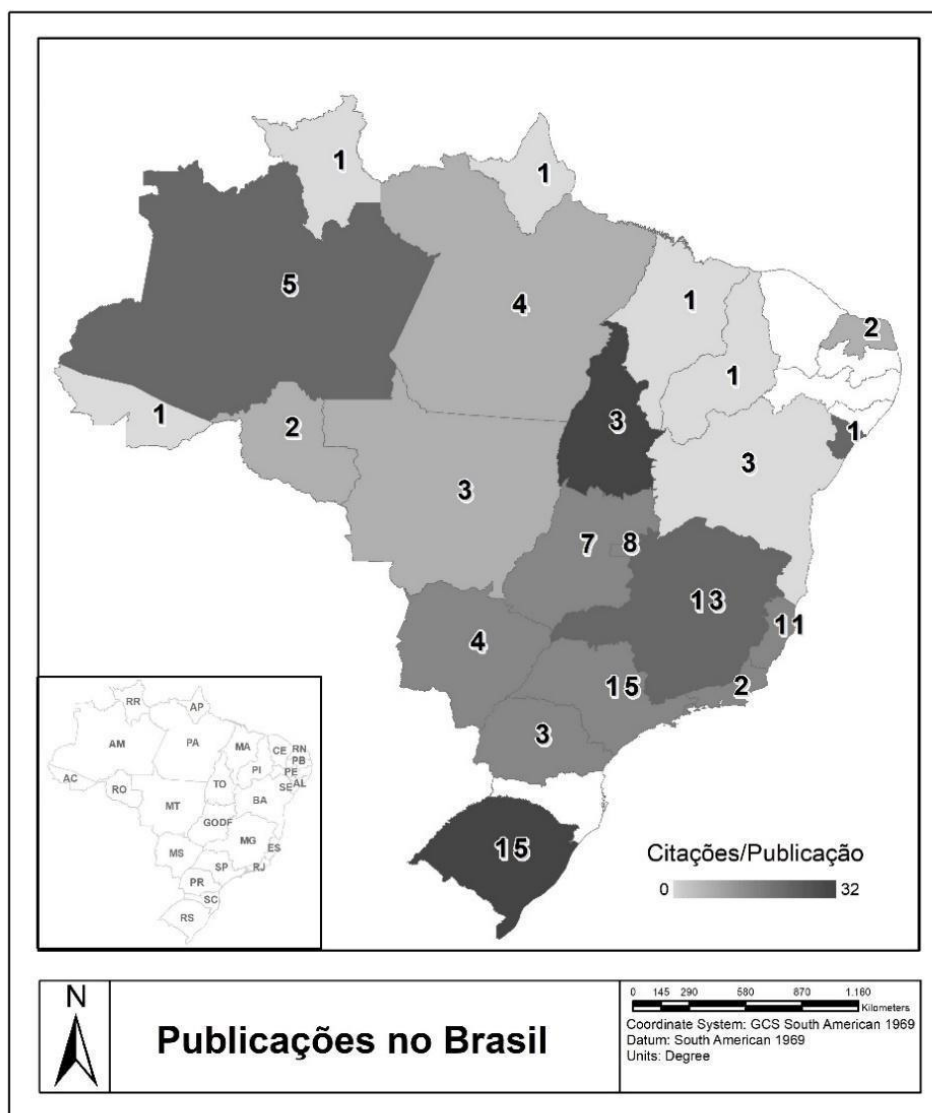 1
1
5
4
1
2
1
1
2
3
1
3
3
7
8
13
11
4
15
2
3
15
RR
AP
AM
PA
MA
CE
RN
PB
PI
PE
AC
TO
SE
AL
RO
BA
MT
GODF
MG
MS
ES
SP
RJ
PR
SC
RS
Citações/Publicação
0 32
N
Publicações no Brasil
0 145 290 580 870 1.160
Kilometers
Coordinate System: GCS South American 1969
Datum: South American 1969
Units: Degree